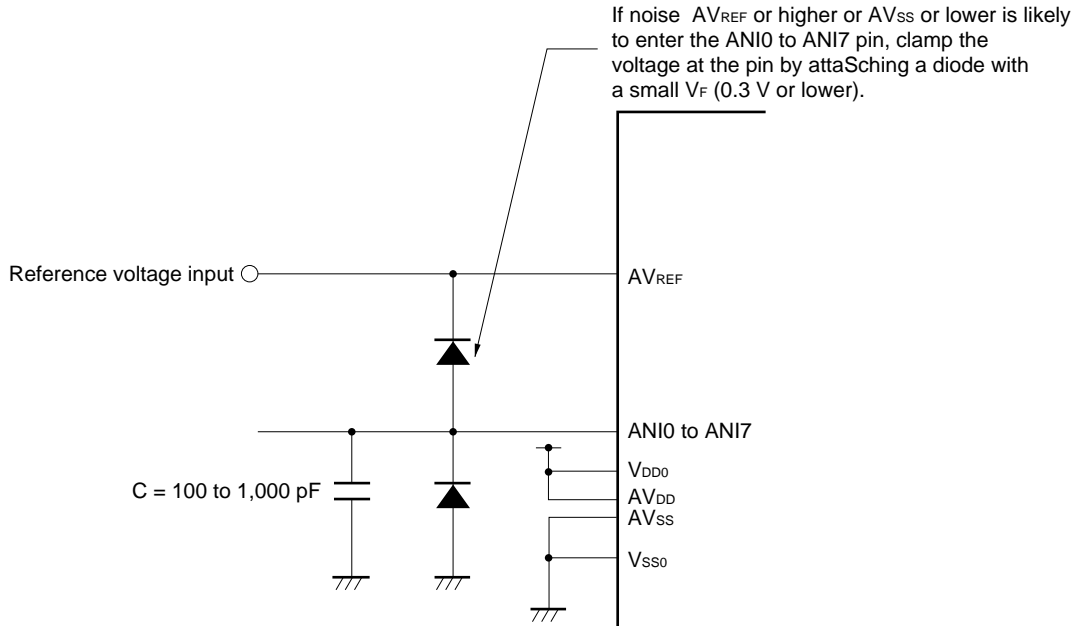 If noise AVREF or higher or AVSS or lower is likely
to enter the ANI0 to ANI7 pin, clamp the
voltage at the pin by attaSching a diode with
a small VF (0.3 V or lower).
Reference voltage input
AVREF
ANI0 to ANI7
VDD0
C = 100 to 1,000 pF
AVDD
AVSS
VSS0